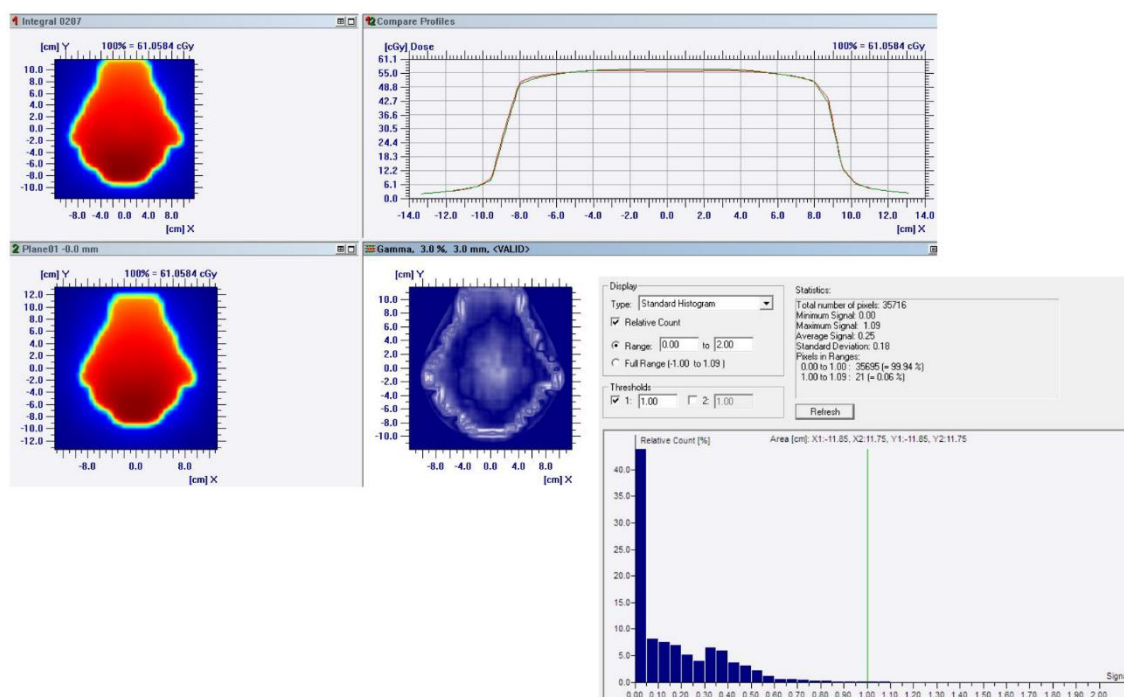 1 Integral 0207
[cm] Y 100% = 61.0584 cGy
10.0
8.0
6.0
4.0
2.0
0.0
-2.0
-4.0
-6.0
-8.0
-10.0
-8.0 -4.0 0.0 4.0 8.0
[cm] X
12 Compare Profiles
[cGy] Dose 100% = 61.0584 cGy
61.1
55.0
48.8
42.7
36.6
30.5
24.4
18.3
12.2
6.1
0.0
-14.0 -12.0 -10.0 -8.0 -6.0 -4.0 -2.0 0.0 2.0 4.0 6.0 8.0 10.0 12.0 14.0
[cm] X
2 Plane01 -0.0 mm
[cm] Y 100% = 61.0584 cGy
12.0
8.0
4.0
0.0
-4.0
-8.0
-12.0
-8.0 0.0 8.0
[cm] X
Gamma, 3.0 %, 3.0 mm, <VALID>
[cm] Y
10.0
8.0
6.0
4.0
2.0
0.0
-2.0
-4.0
-6.0
-8.0
-10.0
-8.0 -4.0 0.0 4.0 8.0
[cm] X
Display
Type: Standard Histogram
Relative Count
Range: 0.00 to 2.00
Full Range (-1.00 to 1.09 )
Thresholds
1: 1.00 2: 1.00
Statistics:
Total number of pixels: 35716
Minimum Signal: 0.00
Maximum Signal: 1.09
Average Signal: 0.25
Standard Deviation: 0.18
Pixels in Ranges:
0.00 to 1.00 : 35695 (= 99.94 %)
1.00 to 1.09 : 21 (= 0.06 %)
Refresh
Relative Count [%] Area [cm]: X1:-11.85, X2:11.75, Y1:-11.85, Y2:11.75
40.0
35.0
30.0
25.0
20.0
15.0
10.0
5.0
0.0
Signa
0.00 0.10 0.20 0.30 0.40 0.50 0.60 0.70 0.80 0.90 1.00 1.10 1.20 1.30 1.40 1.50 1.60 1.70 1.80 1.90 2.00